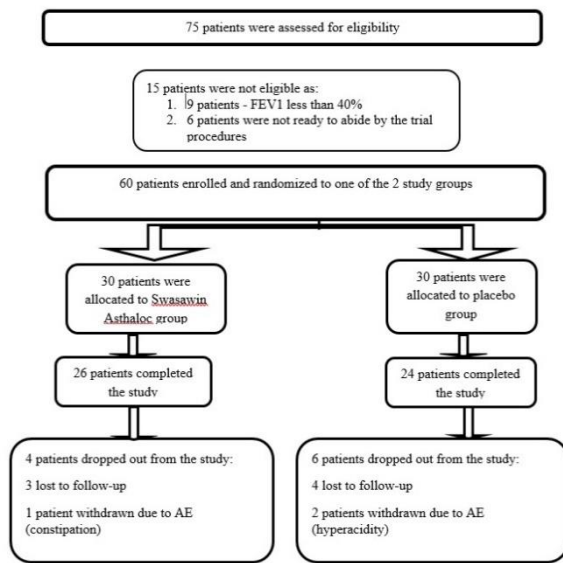 75 patients were assessed for eligibility
15 patients were not eligible as:
1. 9 patients - FEV1 less than 40%
2. 6 patients were not ready to abide by the trial
procedures
60 patients enrolled and randomized to one of the 2 study groups
30 patients were
allocated to Swasawin
Asthaloc group
30 patients were
allocated to placebo
group
26 patients completed
the study
24 patients completed
the study
4 patients dropped out from the study:
3 lost to follow-up
1 patient withdrawn due to AE
(constipation)
6 patients dropped out from the study:
4 lost to follow-up
2 patients withdrawn due to AE
(hyperacidity)